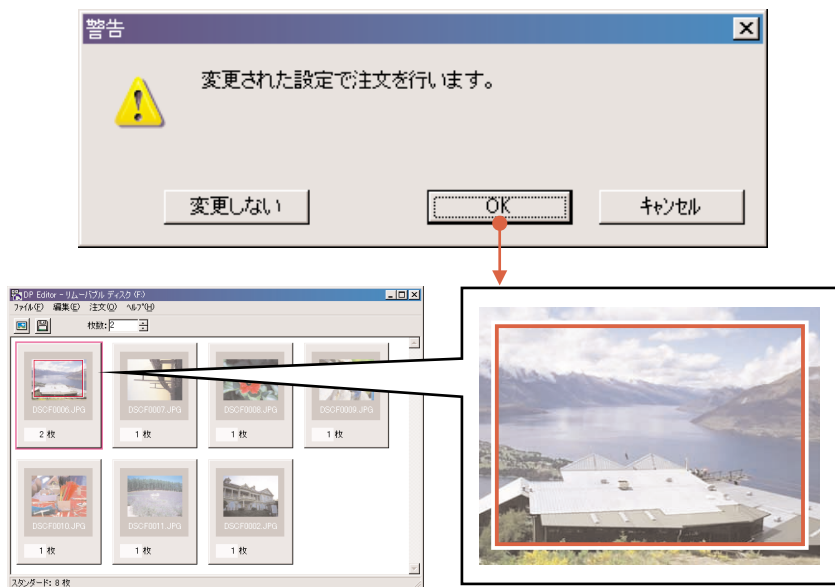 警告
変更された設定で注文を行います。
変更しない
OK
キャンセル
DP Editor - リムーバブル ディスク (F:)
ファイル(F) 編集(E) 注文(O) ヘルプ(H)
枚数: 2
DSCF0006.JPG
DSCF0007.JPG
DSCF0008.JPG
DSCF0009.JPG
2 枚
1 枚
1 枚
1 枚
DSCF0010.JPG
DSCF0011.JPG
DSCF0002.JPG
1 枚
1 枚
1 枚
スタンダード: 8 枚